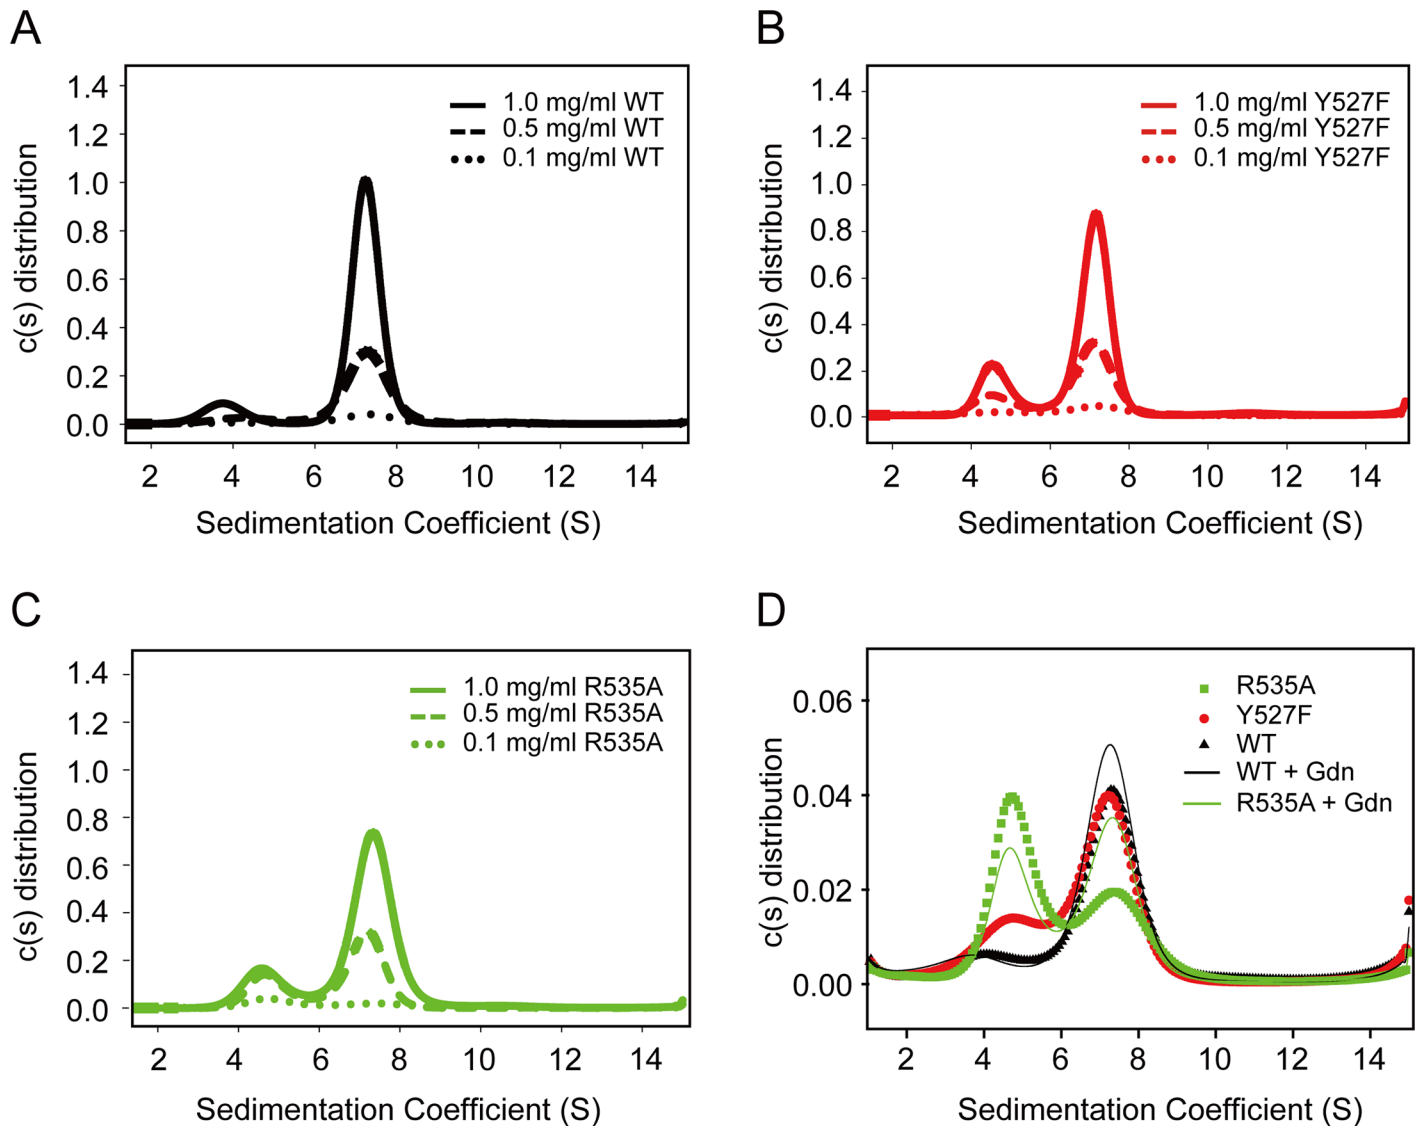 A
1.4
1.2
1.0
0.8
0.6
0.4
0.2
0.0
c(s) distribution
1.0 mg/ml WT
0.5 mg/ml WT
0.1 mg/ml WT
2 4 6 8 10 12 14
Sedimentation Coefficient (S)
B
1.4
1.2
1.0
0.8
0.6
0.4
0.2
0.0
c(s) distribution
1.0 mg/ml Y527F
0.5 mg/ml Y527F
0.1 mg/ml Y527F
2 4 6 8 10 12 14
Sedimentation Coefficient (S)
C
1.4
1.2
1.0
0.8
0.6
0.4
0.2
0.0
c(s) distribution
1.0 mg/ml R535A
0.5 mg/ml R535A
0.1 mg/ml R535A
2 4 6 8 10 12 14
Sedimentation Coefficient (S)
D
0.06
0.04
0.02
0.00
c(s) distribution
R535A
Y527F
WT
WT + Gdn
R535A + Gdn
2 4 6 8 10 12 14
Sedimentation Coefficient (S)